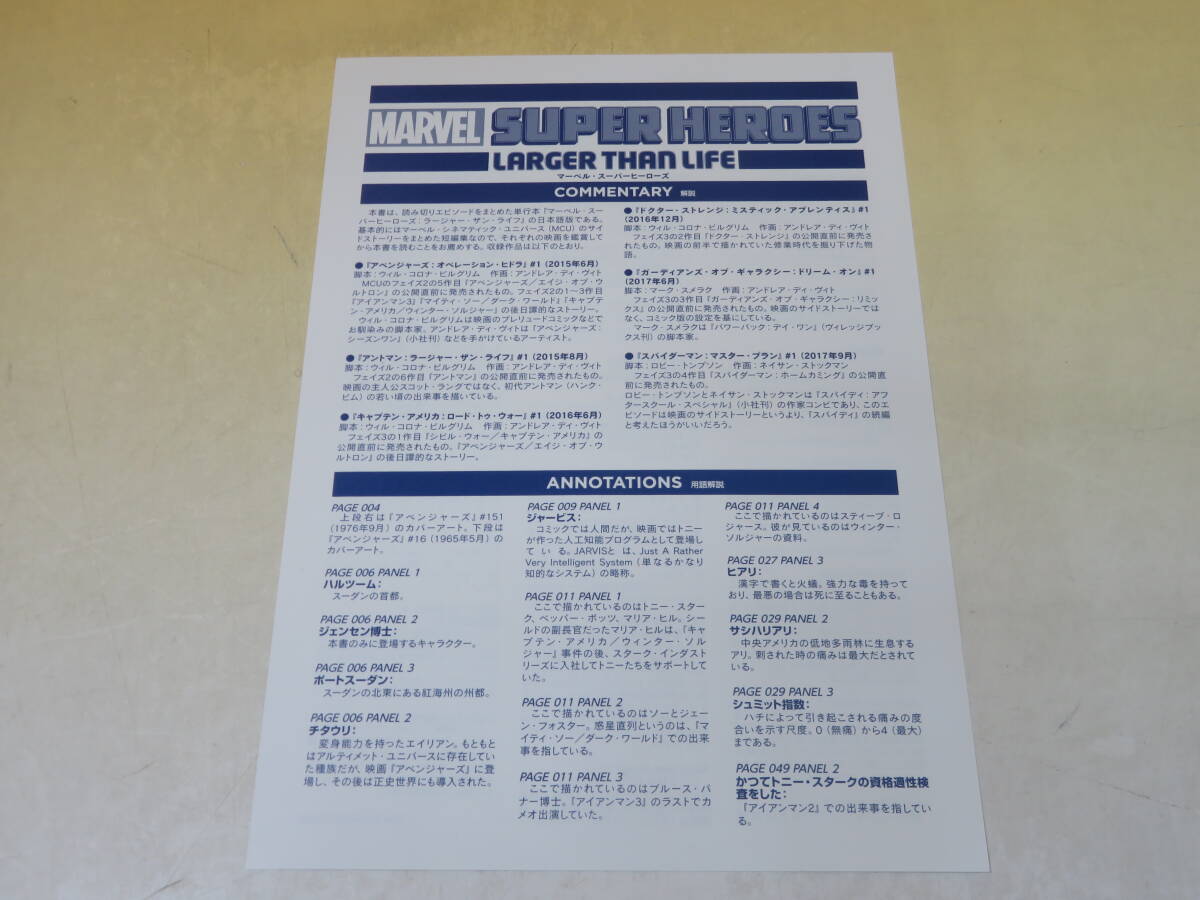 MARVEL SUPER HEROES
LARGER THAN LIFE
マーベル・スーパーヒーローズ
COMMENTARY 解説
本書は、読み切りエピソードをまとめた単行本『マーベル・スー
パーヒーローズ:ラージャー・ザン・ライフ』の日本語版である。
基本的にはマーベル・シネマティック・ユニバース (MCU) のサイ
ドストーリーをまとめた短編集なので、それぞれの映画を鑑賞して
から本書を読むことをお薦めする。収録作品は以下のとおり。
●『アベンジャーズ:オペレーション・ヒドラ』#1 (2015年6月)
脚本:ウィル・コロナ・ピルグリム 作画:アンドレア・ディ・ヴィト
MCUのフェイズ2の5作目『アベンジャーズ/エイジ・オブ・ウ
ルトロン』の公開直前に発売されたもの。フェイズ2の1〜3作目
『アイアンマン3』『マイティ・ソー/ダーク・ワールド』『キャプテ
ン・アメリカ/ウィンター・ソルジャー』の後日譚的なストーリー。
ウィル・コロナ・ピルグリムは映画のプレリュードコミックなどで
お馴染みの脚本家、アンドレア・ディ・ヴィトは『アベンジャーズ:
シーズンワン』(小社刊) などを手かけているアーティスト。
●『アントマン:ラージャー・ザン・ライフ』#1 (2015年8月)
脚本:ウィル・コロナ・ピルグリム 作画:アンドレア・ディ・ヴィト
フェイズ2の6作目『アントマン』の公開直前に発売されたもの。
映画の主人公スコット・ラングではなく、初代アントマン (ハンク・
ピム) の若い頃の出来事を描いている。
●『キャプテン・アメリカ:ロード・トゥ・ウォー』#1 (2016年6月)
脚本:ウィル・コロナ・ピルグリム 作画:アンドレア・ディ・ヴィト
フェイズ3の1作目『シビル・ウォー/キャプテン・アメリカ』の
公開直前に発売されたもの。『アベンジャーズ/エイジ・オブ・ウ
ルトロン』の後日譚的なストーリー。
●『ドクター・ストレンジ:ミスティック・アプレンティス』#1
(2016年12月)
脚本:ウィル・コロナ・ピルグリム 作画:アンドレア・ディ・ヴィト
フェイズ3の2作目『ドクター・ストレンジ』の公開直前に発売さ
れたもの。映画の前半で描かれていた修業時代を掘り下げた物
語。
●『ガーディアンズ・オブ・ギャラクシー:ドリーム・オン』#1
(2017年6月)
脚本:マーク・スメラク 作画:アンドレア・ディ・ヴィト
フェイズ3の3作目『ガーディアンズ・オブ・ギャラクシー:リミッ
クス』の公開直前に発売されたもの。映画のサイドストーリーでは
なく、コミック版の設定を基にしている。
マーク・スメラクは『パワーパック:デイ・ワン』(ヴィレッジブッ
クス刊) の脚本家。
●『スパイダーマン:マスター・プラン』#1 (2017年9月)
脚本:ロビー・トンプソン 作画:ネイサン・ストックマン
フェイズ3の4作目『スパイダーマン:ホームカミング』の公開直
前に発売されたもの。
ロビー・トンプソンとネイサン・ストックマンは『スパイディ:アフ
タースクール・スペシャル』(小社刊) の作家コンビであり、このエ
ピソードは映画のサイドストーリーというより、『スパイディ』の続編
と考えたほうがいいだろう。
ANNOTATIONS 用語解説
PAGE 004
上段右は『アベンジャーズ』#151
(1976年9月) のカバーアート。下段は
『アベンジャーズ』#16 (1965年5月) の
カバーアート。
PAGE 006 PANEL 1
ハルツーム:
スーダンの首都。
PAGE 006 PANEL 2
ジェンセン博士:
本書のみに登場するキャラクター。
PAGE 006 PANEL 3
ポートスーダン:
スーダンの北東にある紅海州の州都。
PAGE 006 PANEL 2
チタウリ:
変身能力を持ったエイリアン。もともと
はアルティメット・ユニバースに存在してい
た種族だが、映画『アベンジャーズ』に登
場し、その後は正史世界にも導入された。
PAGE 009 PANEL 1
ジャービス:
コミックでは人間だが、映画ではトニー
が作った人工知能プログラムとして登場し
ている。JARVISとは、Just A Rather
Very Intelligent System (単なるかなり
知的なシステム) の略称。
PAGE 011 PANEL 1
ここで描かれているのはトニー・スター
ク、ペッパー・ポッツ、マリア・ヒル。シー
ルドの副長官だったマリア・ヒルは、『キャ
プテン・アメリカ/ウィンター・ソル
ジャー』事件の後、スターク・インダスト
リーズに入社してトニーたちをサポートして
いた。
PAGE 011 PANEL 2
ここで描かれているのはソーとジェー
ン・フォスター。惑星直列というのは、『マ
イティ・ソー/ダーク・ワールド』での出来
事を指している。
PAGE 011 PANEL 3
ここで描かれているのはブルース・バ
ナー博士。『アイアンマン3』のラストでカ
メオ出演していた。
PAGE 011 PANEL 4
ここで描かれているのはスティーブ・ロ
ジャース。彼が見ているのはウィンター・
ソルジャーの資料。
PAGE 027 PANEL 3
ヒアリ:
漢字で書くと火蟻。強力な毒を持って
おり、最悪の場合は死に至ることもある。
PAGE 029 PANEL 2
サシハリアリ:
中央アメリカの低地多雨林に生息する
アリ。刺された時の痛みは最大だとされて
いる。
PAGE 029 PANEL 3
シュミット指数:
ハチによって引き起こされる痛みの度
合いを示す尺度。0 (無痛) から4 (最大)
まである。
PAGE 049 PANEL 2
かつてトニー・スタークの資格適性検
査をした:
『アイアンマン2』での出来事を指してい
る。